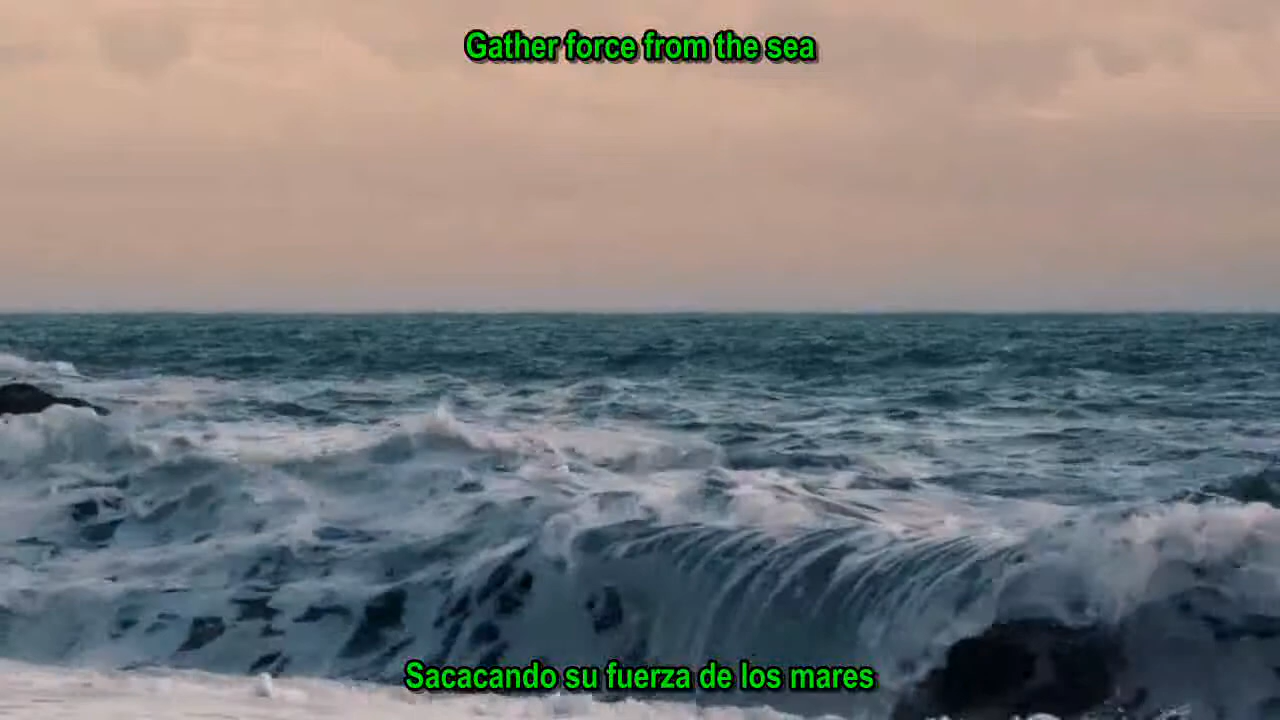 Gather force from the sea
Sacacando su fuerza de los mares